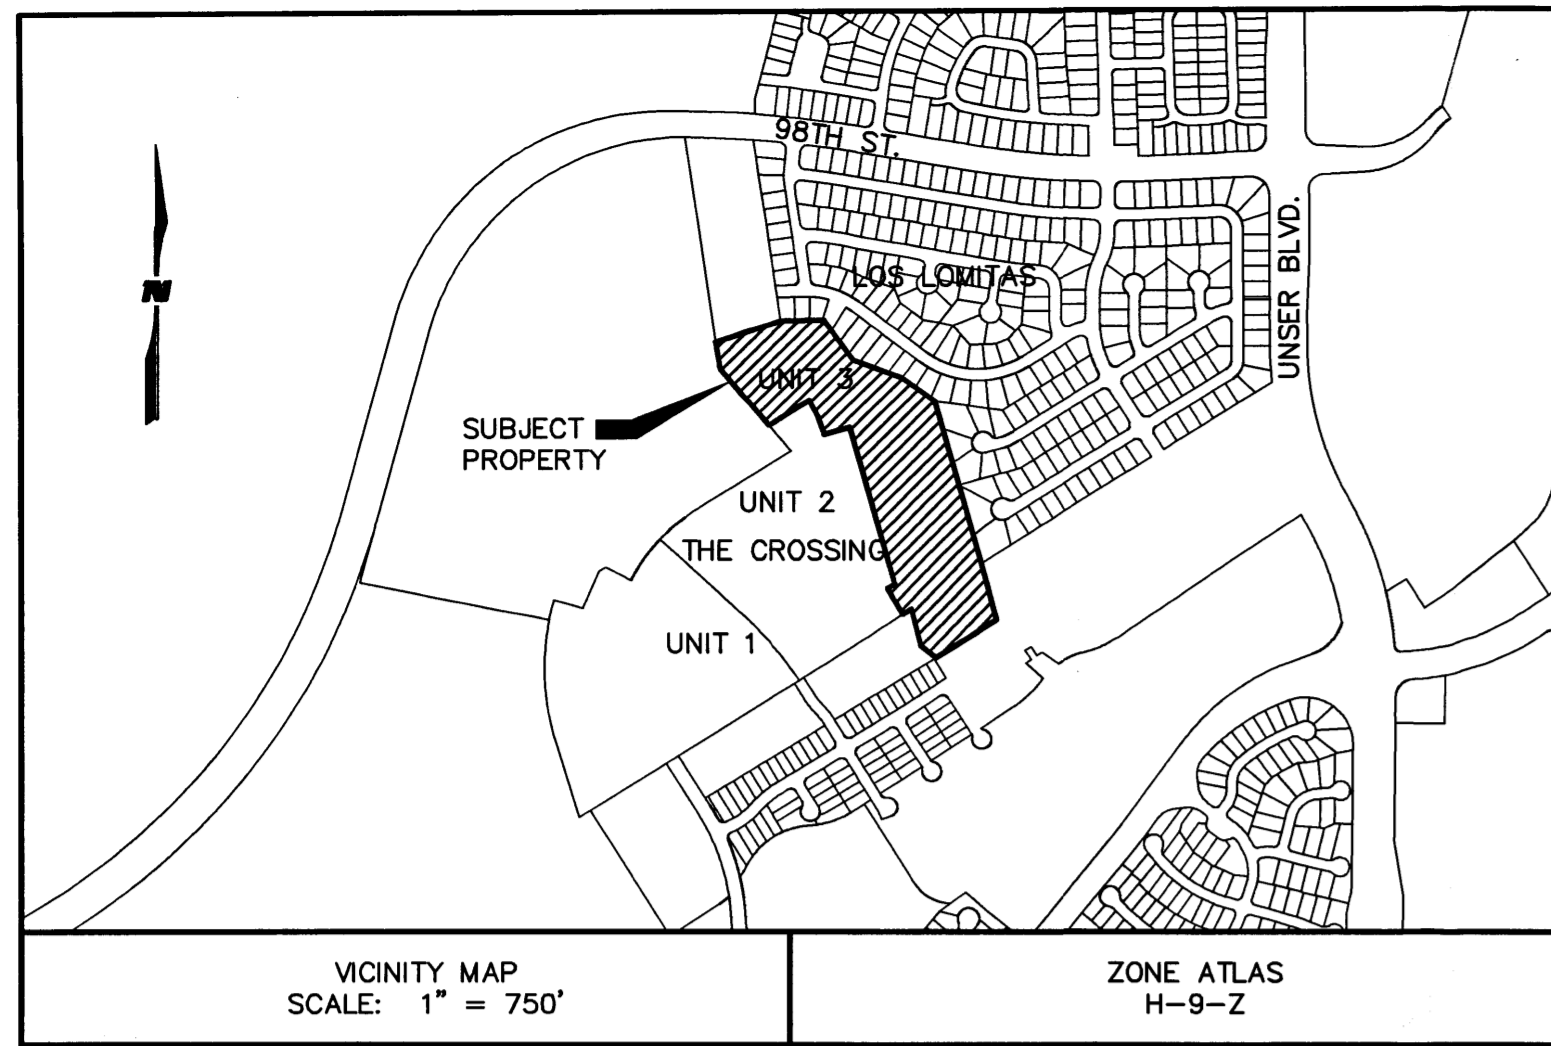 98TH ST.
LOS LOMITAS
UNSER BLVD.
N
UNIT 3
SUBJECT
PROPERTY
UNIT 2
THE CROSSING
UNIT 1
VICINITY MAP
SCALE: 1" = 750'
ZONE ATLAS
H-9-Z